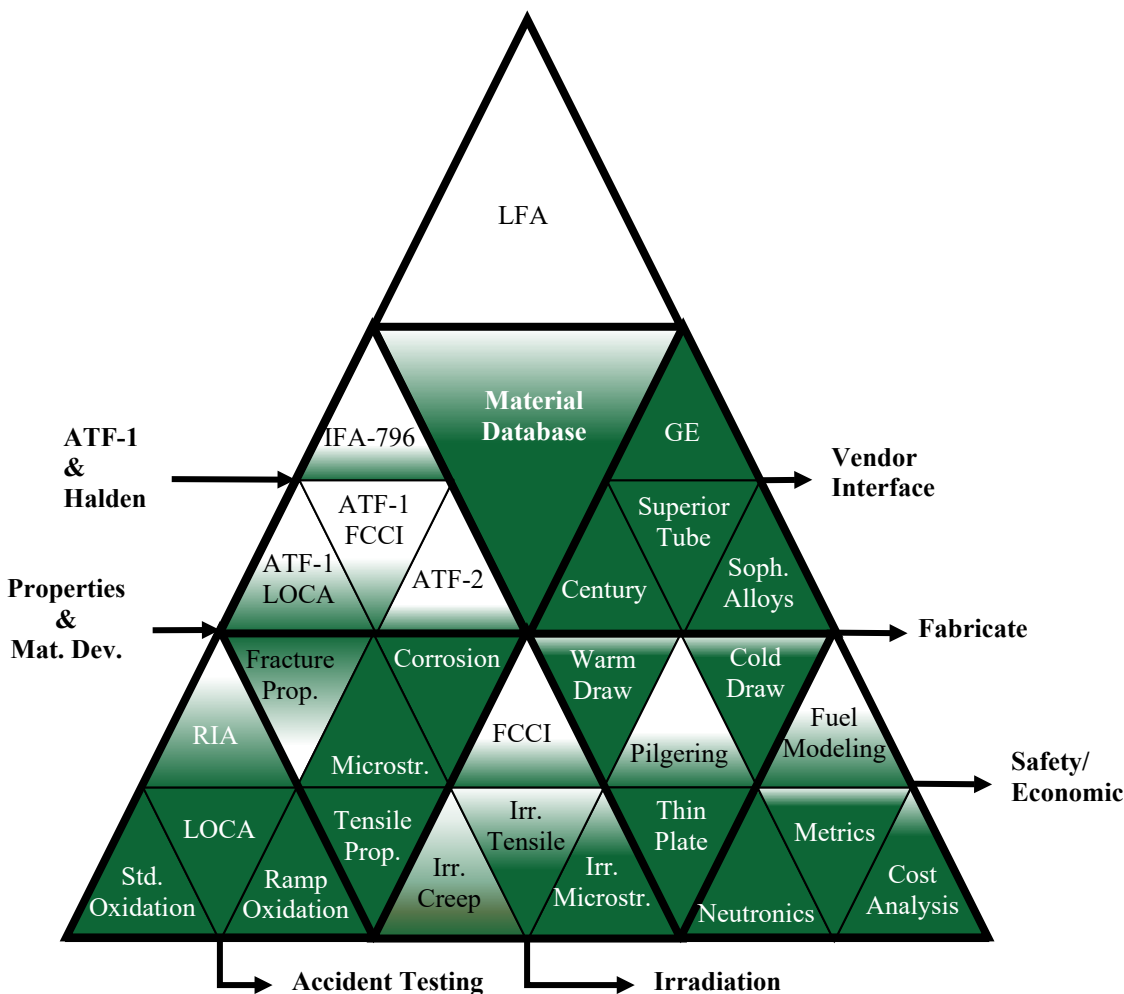 LFA
Material
Database
IFA-796
GE
ATF-1
&
Halden
Vendor
Interface
ATF-1
FCCI
Superior
Tube
ATF-1
LOCA
ATF-2
Century
Soph.
Alloys
Properties
&
Mat. Dev.
Fabricate
Fracture
Prop.
Corrosion
Warm
Draw
Cold
Draw
RIA
Microstr.
FCCI
Pilgering
Fuel
Modeling
Safety/
Economic
LOCA
Tensile
Prop.
Irr.
Tensile
Thin
Plate
Metrics
Std.
Oxidation
Ramp
Oxidation
Irr.
Creep
Irr.
Microstr.
Neutronics
Cost
Analysis
Accident Testing
Irradiation